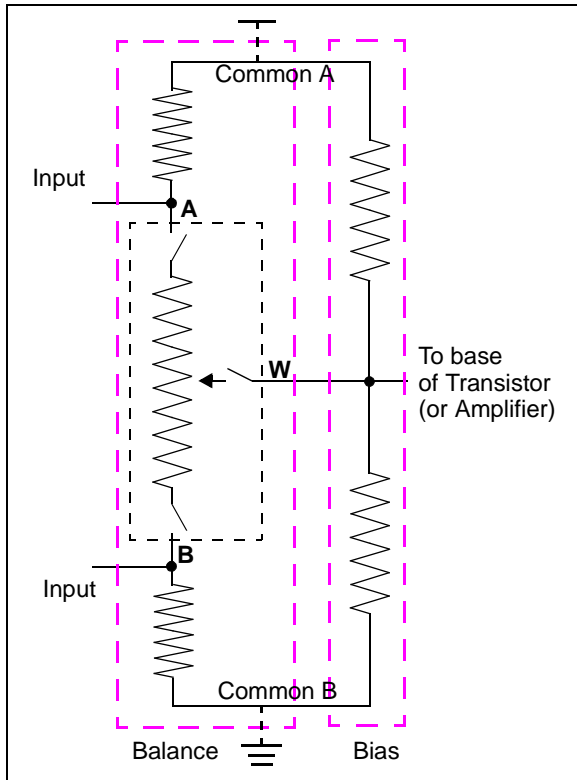 Common A
Input
A
W
To base
of Transistor
(or Amplifier)
B
Input
Common B
Balance
Bias